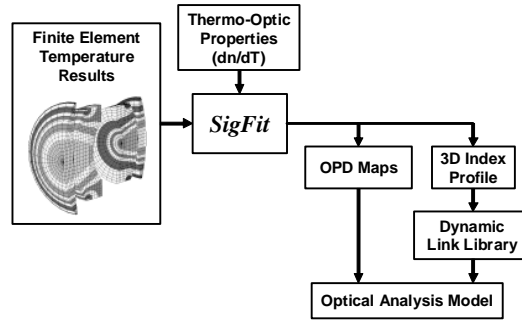 Finite Element
Temperature
Results
Thermo-Optic
Properties
(dn/dT)
SigFit
OPD Maps
3D Index
Profile
Dynamic
Link Library
Optical Analysis Model